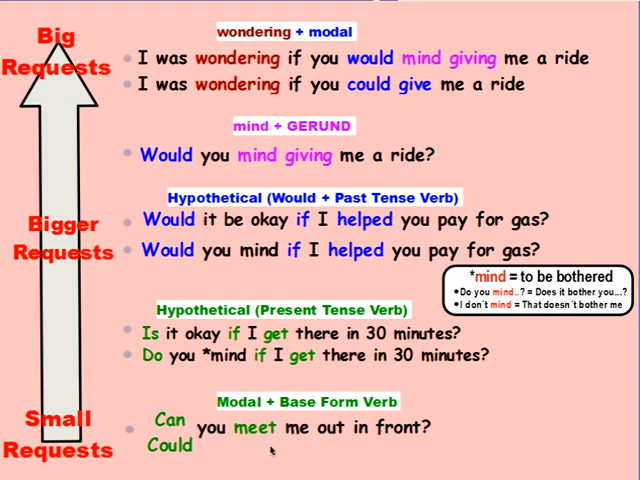 Big
Requests
wondering + modal
I was wondering if you would mind giving me a ride
I was wondering if you could give me a ride
mind + GERUND
Would you mind giving me a ride?
Hypothetical (Would + Past Tense Verb)
Bigger
Requests
Would it be okay if I helped you pay for gas?
Would you mind if I helped you pay for gas?
*mind = to be bothered
•Do you mind..? = Does it bother you...?
•I don´t mind = That doesn´t bother me
Hypothetical (Present Tense Verb)
Is it okay if I get there in 30 minutes?
Do you *mind if I get there in 30 minutes?
Modal + Base Form Verb
Small
Requests
Can
Could
you meet me out in front?